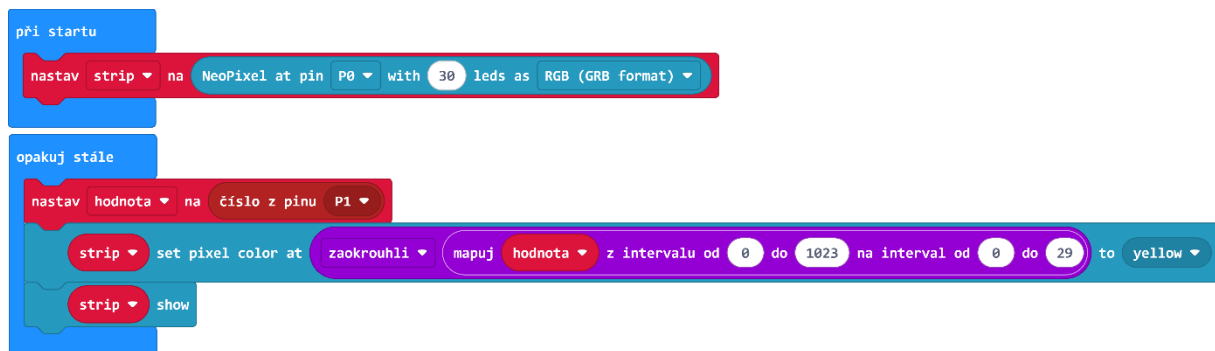 při startu
nastav strip na NeoPixel at pin P0 with 30 leds as RGB (GRB format)
opakuj stále
nastav hodnota na číslo z pinu P1
strip set pixel color at zaokrouhli mapuj hodnota z intervalu od 0 do 1023 na interval od 0 do 29 to yellow
strip show